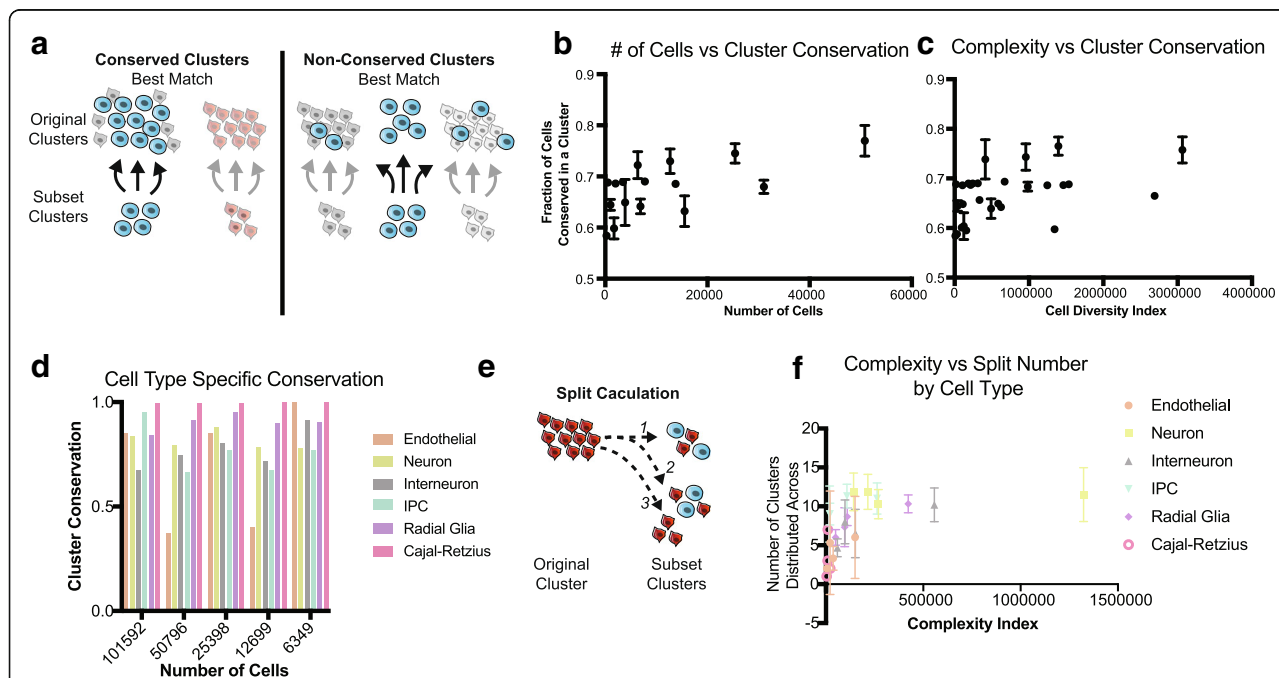 a
Conserved Clusters
Best Match
Non-Conserved Clusters
Best Match
Original
Clusters
Subset
Clusters
b
# of Cells vs Cluster Conservation
Fraction of Cells
Conserved in a Cluster
0.9
0.8
0.7
0.6
0.5
0
20000
40000
60000
Number of Cells
c
Complexity vs Cluster Conservation
0.9
0.8
0.7
0.6
0.5
0
1000000
2000000
3000000
4000000
Cell Diversity Index
d
Cell Type Specific Conservation
Cluster Conservation
1.0
0.5
0.0
101592
50796
25398
12699
6349
Number of Cells
Endothelial
Neuron
Interneuron
IPC
Radial Glia
Cajal-Retzius
e
Split Caculation
1
2
3
Original
Cluster
Subset
Clusters
f
Complexity vs Split Number
by Cell Type
Number of Clusters
Distributed Across
20
15
10
5
0
-5
500000
1000000
1500000
Complexity Index
Endothelial
Neuron
Interneuron
IPC
Radial Glia
Cajal-Retzius